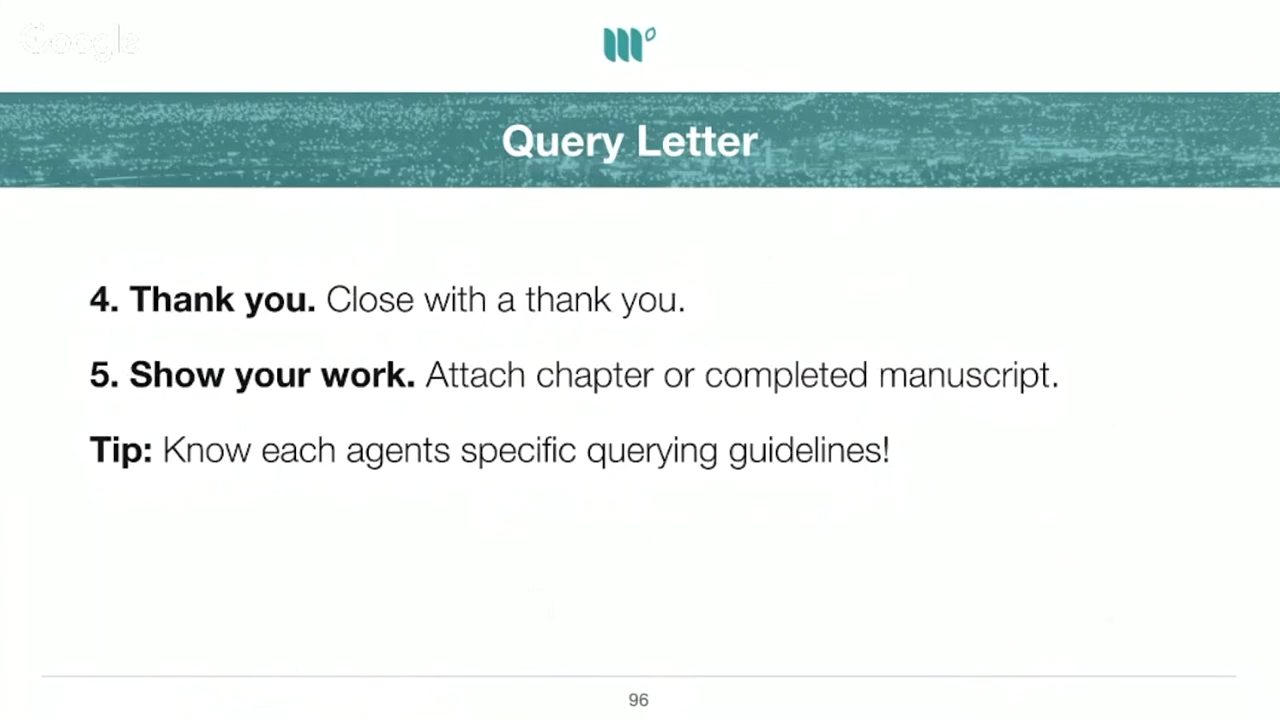 Google
Query Letter
4. Thank you. Close with a thank you.
5. Show your work. Attach chapter or completed manuscript.
Tip: Know each agents specific querying guidelines!
96